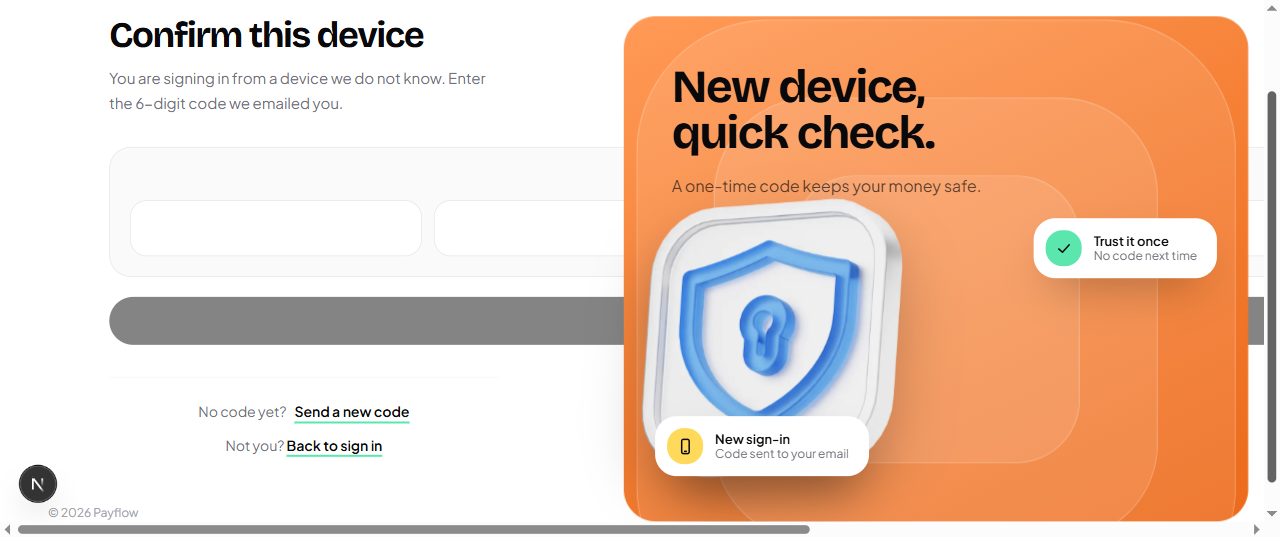 Confirm this device
You are signing in from a device we do not know. Enter
the 6-digit code we emailed you.
No code yet? Send a new code
Not you? Back to sign in
N
© 2026 Payflow
New device,
quick check.
A one-time code keeps your money safe.
Trust it once
No code next time
New sign-in
Code sent to your email